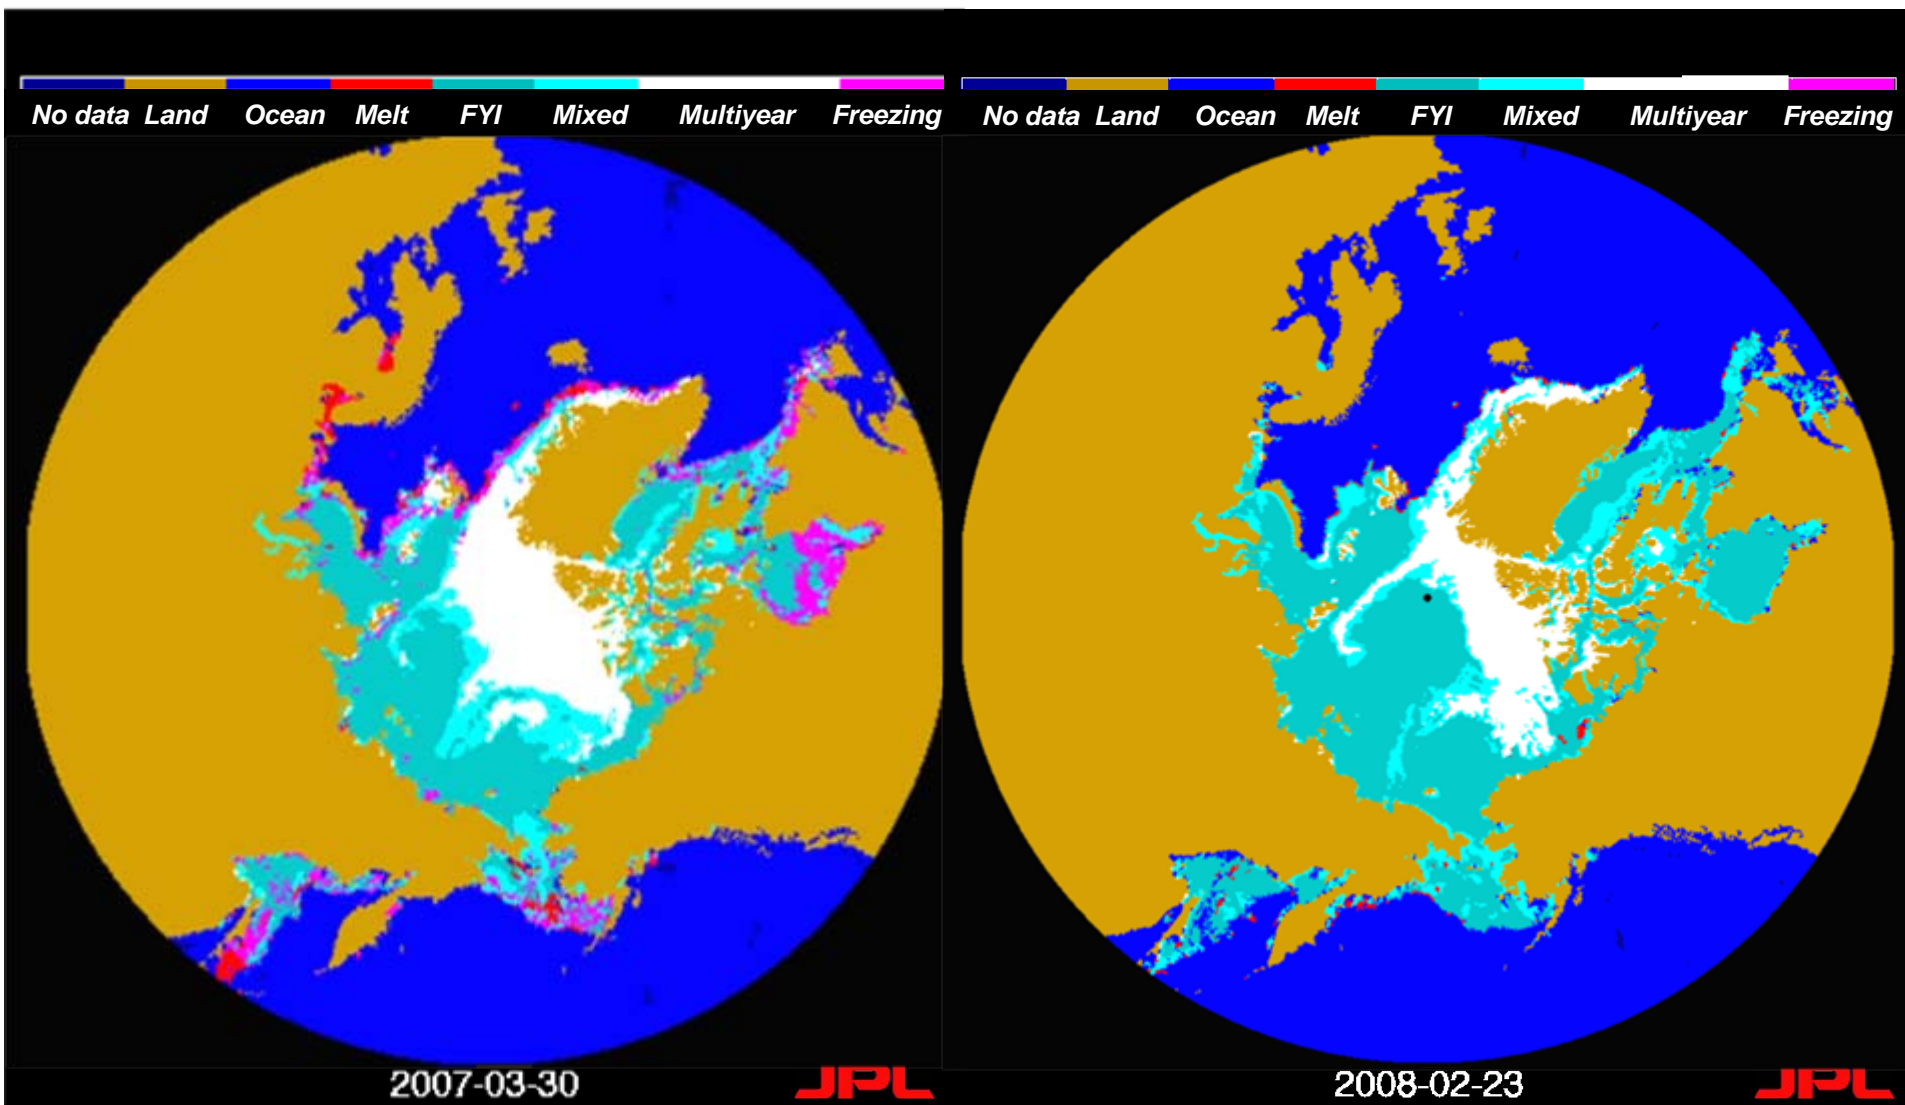 No data Land Ocean Melt FYI Mixed Multiyear Freezing
No data Land Ocean Melt FYI Mixed Multiyear Freezing
2007-03-30 JPL
2008-02-23 JPL